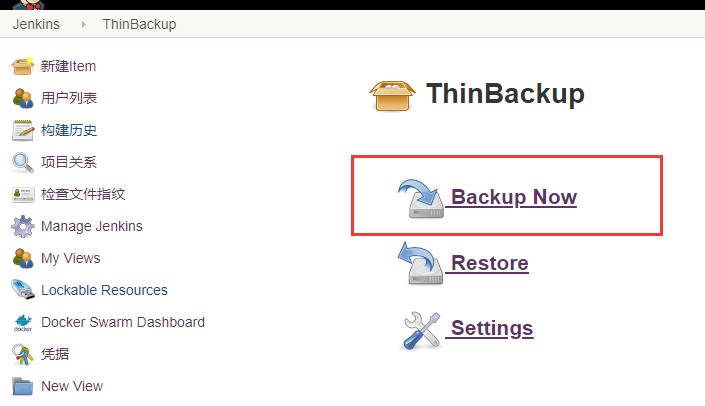 Jenkins ThinBackup
新建Item
用户列表
构建历史
项目关系
检查文件指纹
Manage Jenkins
My Views
Lockable Resources
Docker Swarm Dashboard
凭据
New View
ThinBackup
Backup Now
Restore
Settings